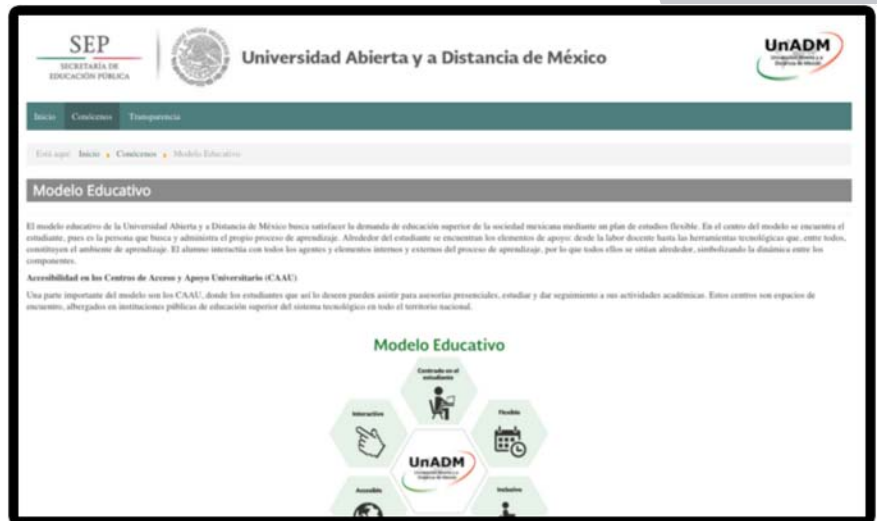 SEP
SECRETARÍA DE
EDUCACIÓN PÚBLICA
Universidad Abierta y a Distancia de México
UnADM
Inicio Conócenos Transparencia
Está aquí: Inicio Conócenos Modelo Educativo
Modelo Educativo
El modelo educativo de la Universidad Abierta y a Distancia de México busca satisfacer la demanda de educación superior de la sociedad mexicana mediante un plan de estudios flexible. En el centro del modelo se encuentra el
estudiante, pues es la persona que busca y administra el propio proceso de aprendizaje. Alrededor del estudiante se encuentran los elementos de apoyo: desde la labor docente hasta las herramientas tecnológicas que, entre todos,
constituyen el ambiente de aprendizaje. El alumno interactúa con todos los agentes y elementos internos y externos del proceso de aprendizaje, por lo que todos ellos se sitúan alrededor, simbolizando la dinámica entre los
componentes.
Accesibilidad en los Centros de Acceso y Apoyo Universitario (CAAU)
Una parte importante del modelo son los CAAU, donde los estudiantes que así lo deseen pueden asistir para asesorías presenciales, estudiar y dar seguimiento a sus actividades académicas. Estos centros son espacios de
encuentro, albergados en instituciones públicas de educación superior del sistema tecnológico en todo el territorio nacional.
Modelo Educativo
Centrado en el
estudiante
Interactivo
Flexible
UnADM
Accesible
Inclusivo